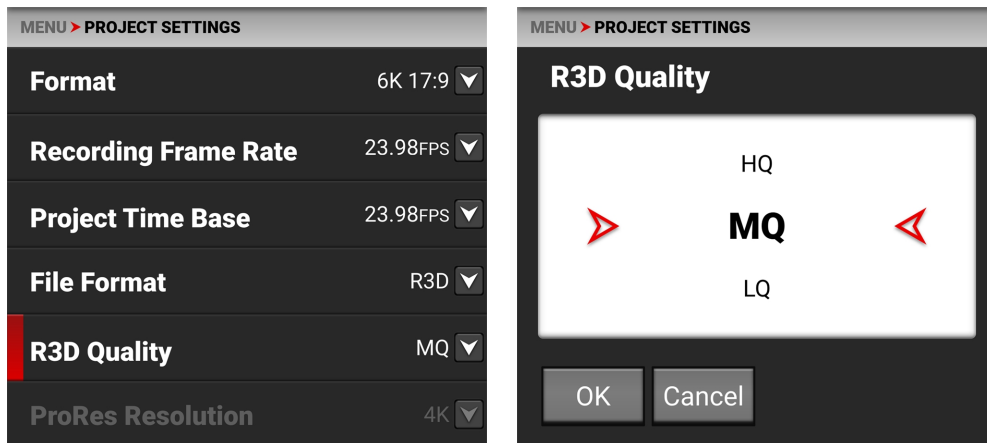 MENU PROJECT SETTINGS
Format 6K 17:9
Recording Frame Rate 23.98FPS
Project Time Base 23.98FPS
File Format R3D
R3D Quality MQ
ProRes Resolution 4K
MENU PROJECT SETTINGS
R3D Quality
HQ
MQ
LQ
OK Cancel